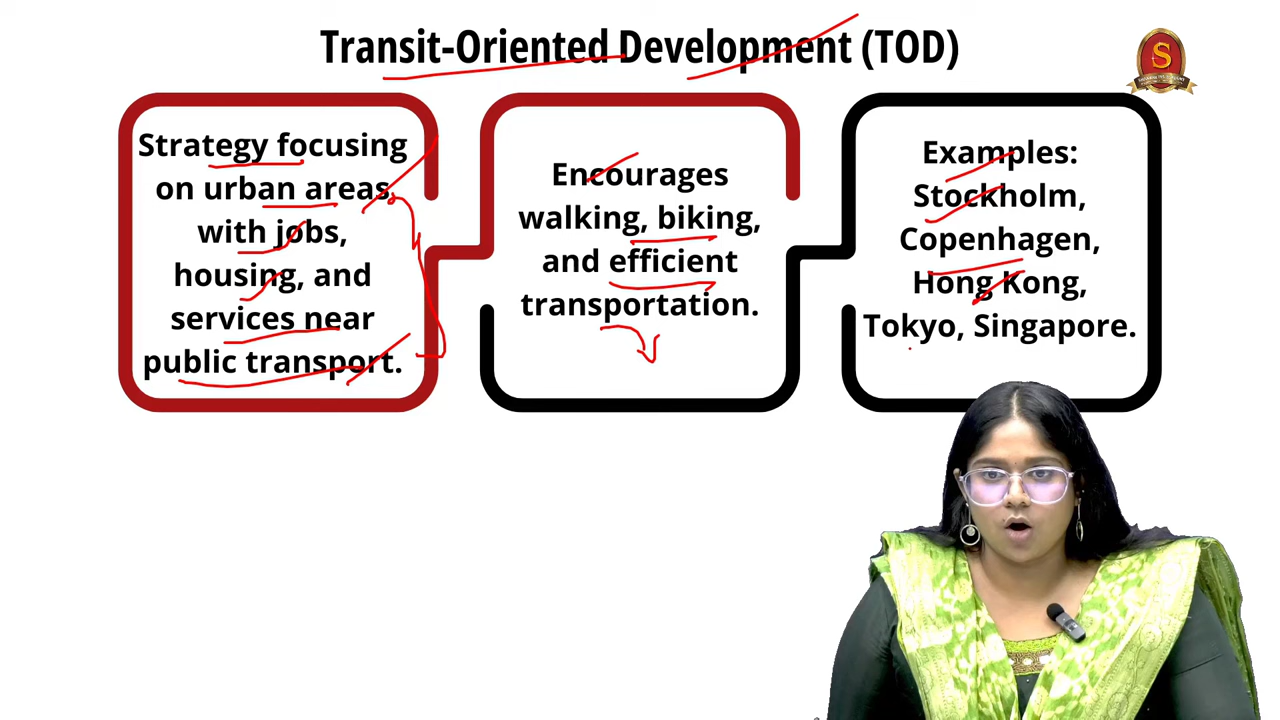 Transit-Oriented Development (TOD)
Strategy focusing
on urban areas,
with jobs,
housing, and
services near
public transport.
Encourages
walking, biking,
and efficient
transportation.
Examples:
Stockholm,
Copenhagen,
Hong Kong,
Tokyo, Singapore.
S